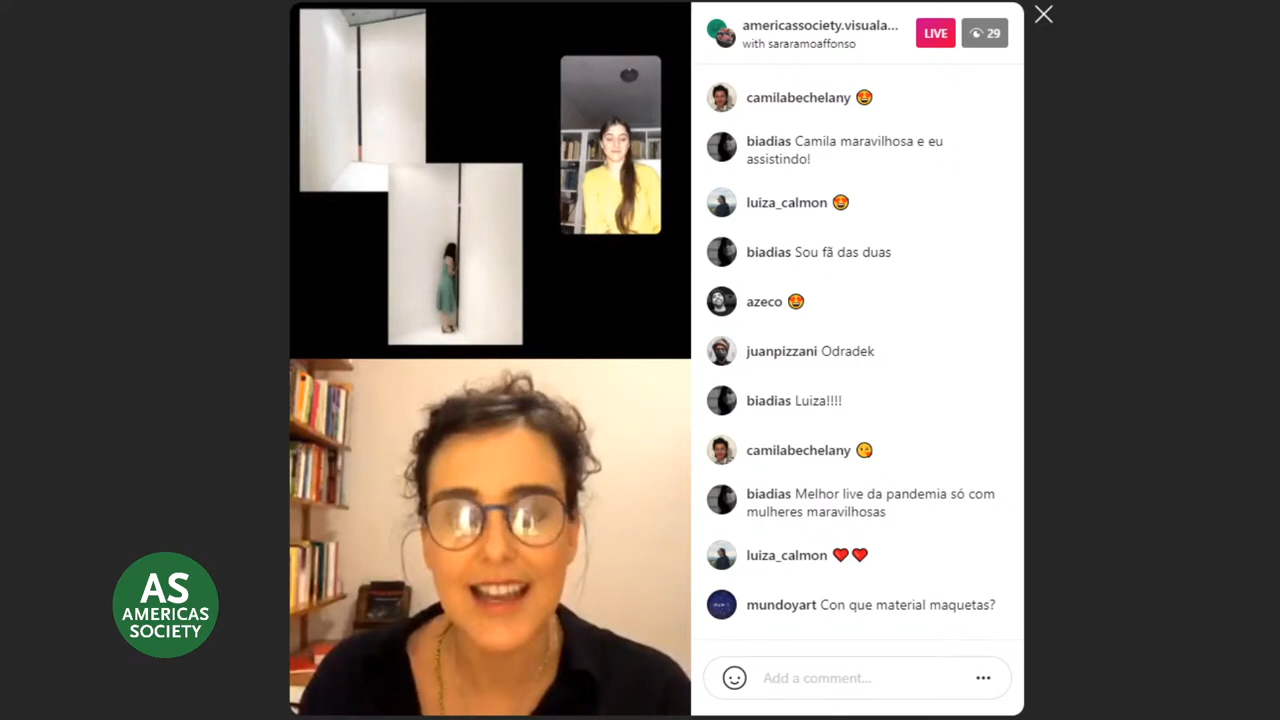 americassociety.visuala...
with sararamoaffonso
LIVE
29
camilabechelany 🤩
biadias Camila maravilhosa e eu
assistindo!
luiza_calmon 🤩
biadias Sou fã das duas
azeco 🤩
juanpizzani Odradek
biadias Luiza!!!!
camilabechelany 😋
biadias Melhor live da pandemia só com
mulheres maravilhosas
luiza_calmon ❤️❤️
mundoyart Con que material maquetas?
Add a comment...
AS
AMERICAS
SOCIETY